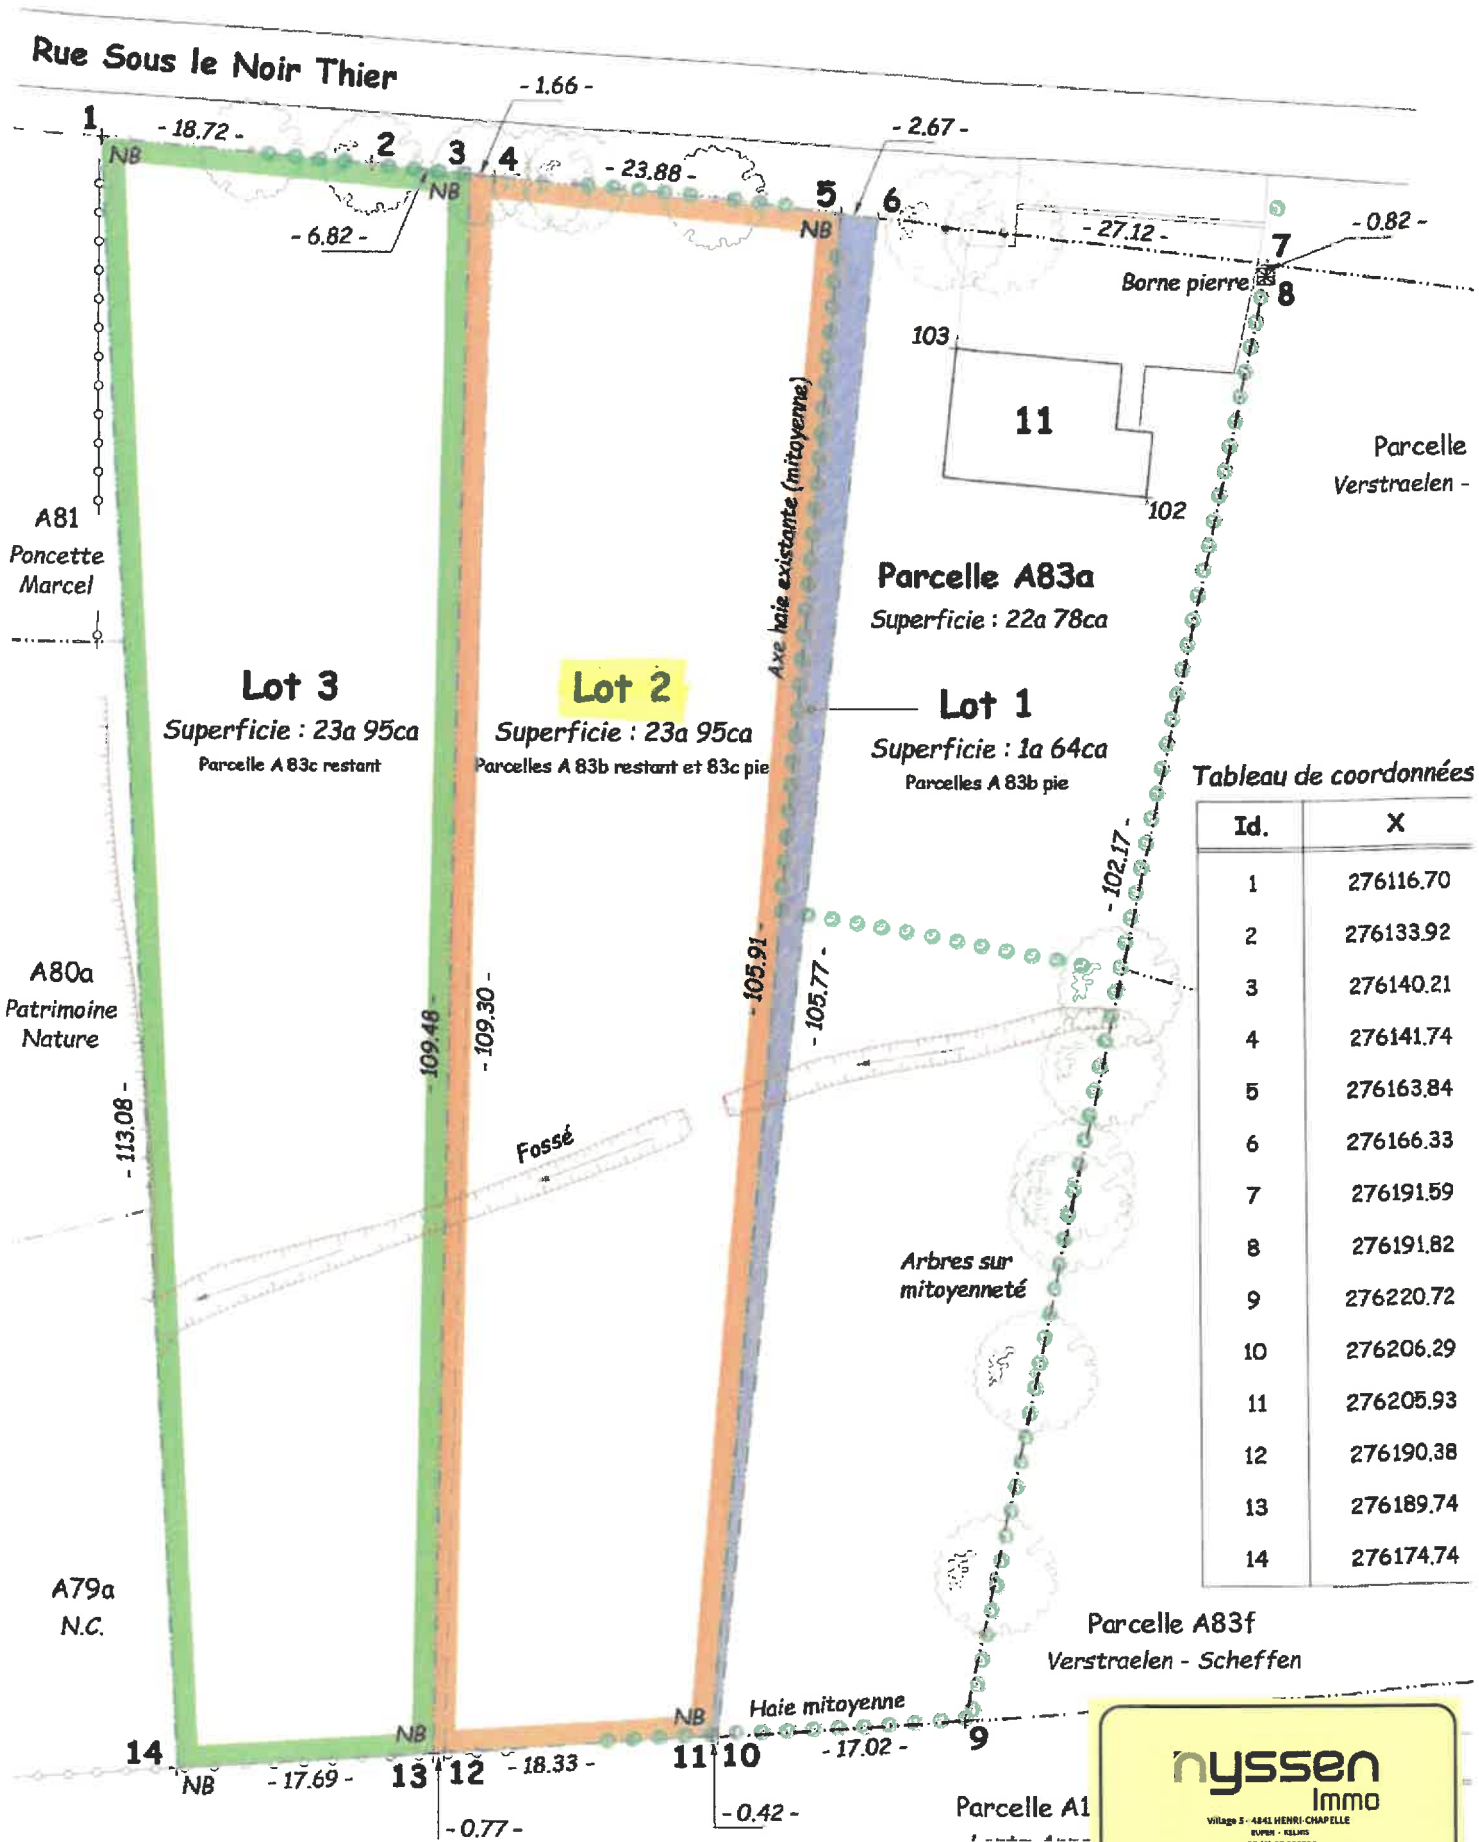 Rue Sous le Noir Thier
- 1.66 -
1
- 18.72 -
2
3
4
- 23.88 -
- 2.67 -
5
6
- 27.12 -
7
- 0.82 -
NB
NB
NB
- 6.82 -
Borne pierre
8
103
11
102
Parcelle
Verstraelen -
A81
Poncette
Marcel
Axe haie existante (mitoyenne)
Parcelle A83a
Superficie : 22a 78ca
Lot 3
Superficie : 23a 95ca
Parcelle A 83c restant
Lot 2
Superficie : 23a 95ca
Parcelles A 83b restant et 83c pie
Lot 1
Superficie : 1a 64ca
Parcelles A 83b pie
Tableau de coordonnées
Id. X
1 276116.70
2 276133.92
3 276140.21
4 276141.74
5 276163.84
6 276166.33
7 276191.59
8 276191.82
9 276220.72
10 276206.29
11 276205.93
12 276190.38
13 276189.74
14 276174.74
- 102.17 -
A80a
Patrimoine
Nature
- 113.08 -
- 109.48 -
- 109.30 -
- 105.91 -
- 105.77 -
Fossé
Arbres sur
mitoyenneté
A79a
N.C.
Parcelle A83f
Verstraelen - Scheffen
Haie mitoyenne
NB
NB
NB
14
- 17.69 -
13
12
- 18.33 -
11
10
- 17.02 -
9
- 0.77 -
- 0.42 -
Parcelle A1
nyssen
Immo
Village 5 - 4841 HENRI-CHAPELLE
EUPEN - KELMIS